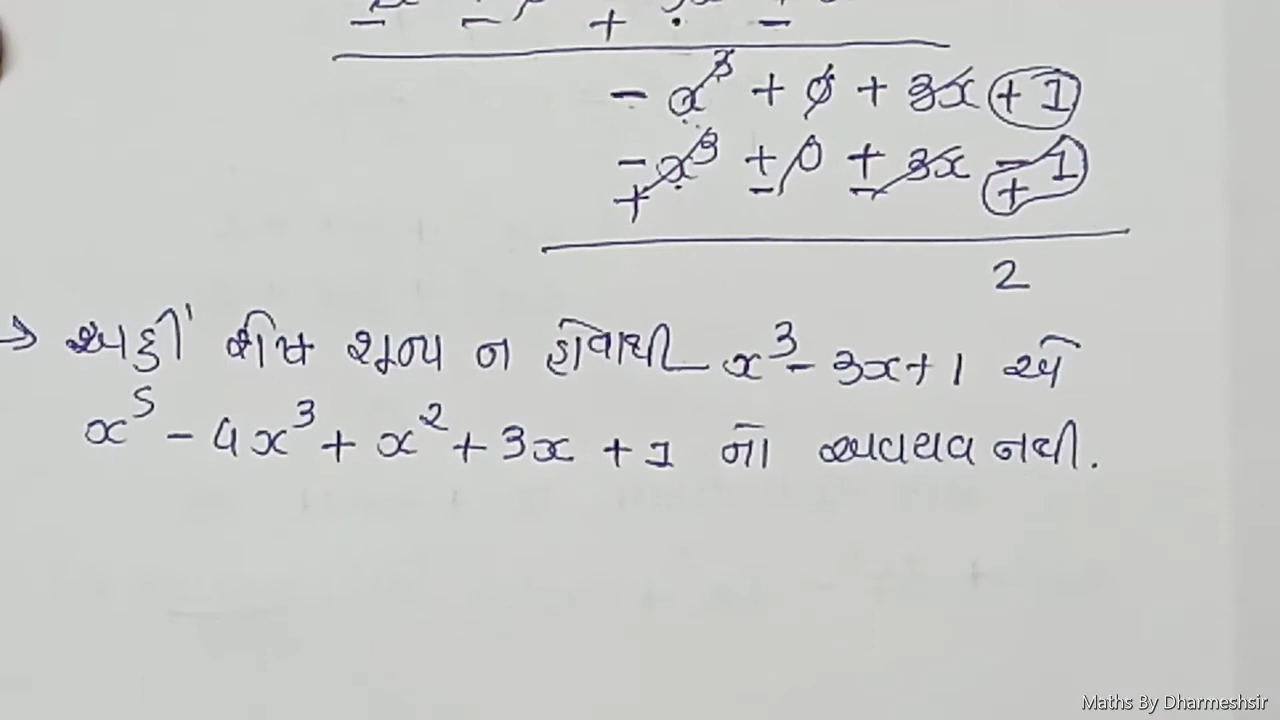 - x³ + 0 + 3x + 1
- x³ + 0 + 3x - 1
+ - - +
2
→ અહીં શેષ શૂન્ય ન હોવાથી x³ - 3x + 1 એ
x⁵ - 4x³ + x² + 3x + 1 નો અવયવ નથી.
Maths By Dharmeshsir